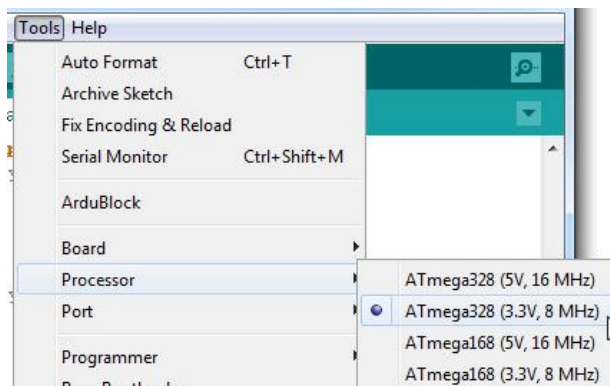 Tools Help
Auto Format Ctrl+T
Archive Sketch
Fix Encoding & Reload
Serial Monitor Ctrl+Shift+M
ArduBlock
Board
Processor
Port
Programmer
ATmega328 (5V, 16 MHz)
ATmega328 (3.3V, 8 MHz)
ATmega168 (5V, 16 MHz)
ATmega168 (3.3V, 8 MHz)